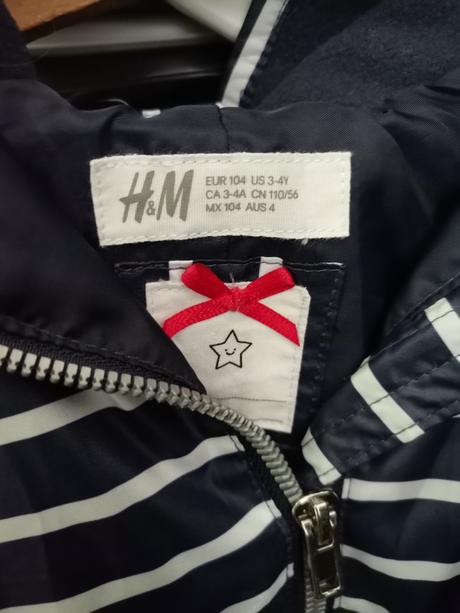 H&M
EUR 104 US 3-4Y
CA 3-4A CN 110/56
MX 104 AUS 4